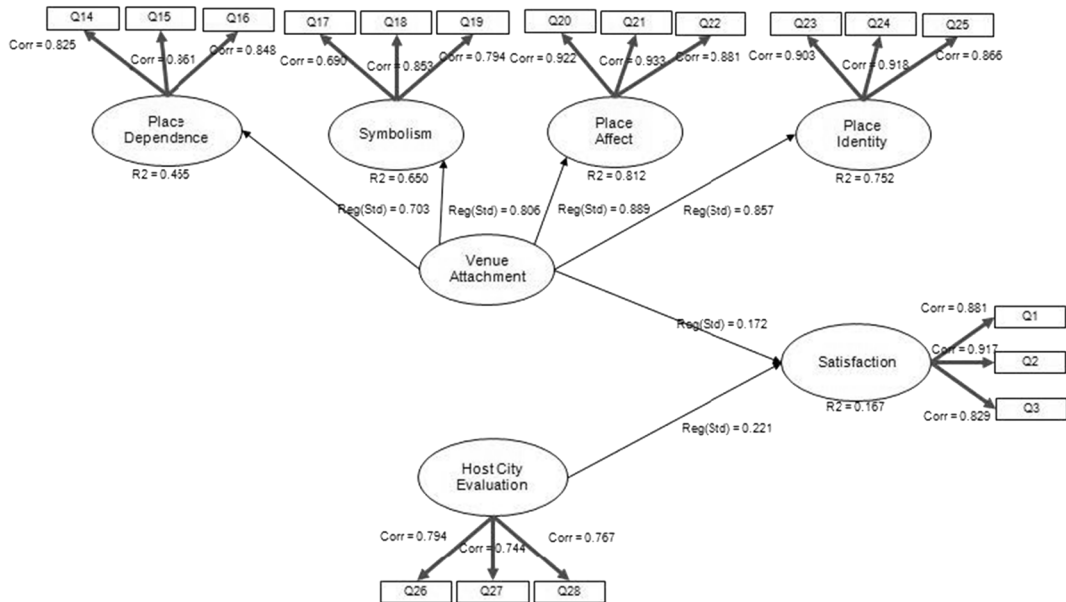 Q14
Q15
Q16
Q17
Q18
Q19
Q20
Q21
Q22
Q23
Q24
Q25
Corr = 0.825
Corr = 0.861
Corr = 0.848
Corr = 0.690
Corr = 0.853
Corr = 0.794
Corr = 0.922
Corr = 0.933
Corr = 0.881
Corr = 0.903
Corr = 0.918
Corr = 0.866
Place
Dependence
Symbolism
Place
Affect
Place
Identity
R2 = 0.465
R2 = 0.650
R2 = 0.812
R2 = 0.752
Reg(Std) = 0.703
Reg(Std) = 0.806
Reg(Std) = 0.889
Reg(Std) = 0.857
Venue
Attachment
Reg(Std) = 0.172
Satisfaction
R2 = 0.167
Corr = 0.881
Q1
Corr = 0.917
Q2
Corr = 0.829
Q3
Reg(Std) = 0.221
Host City
Evaluation
Corr = 0.794
Corr = 0.744
Corr = 0.767
Q26
Q27
Q28